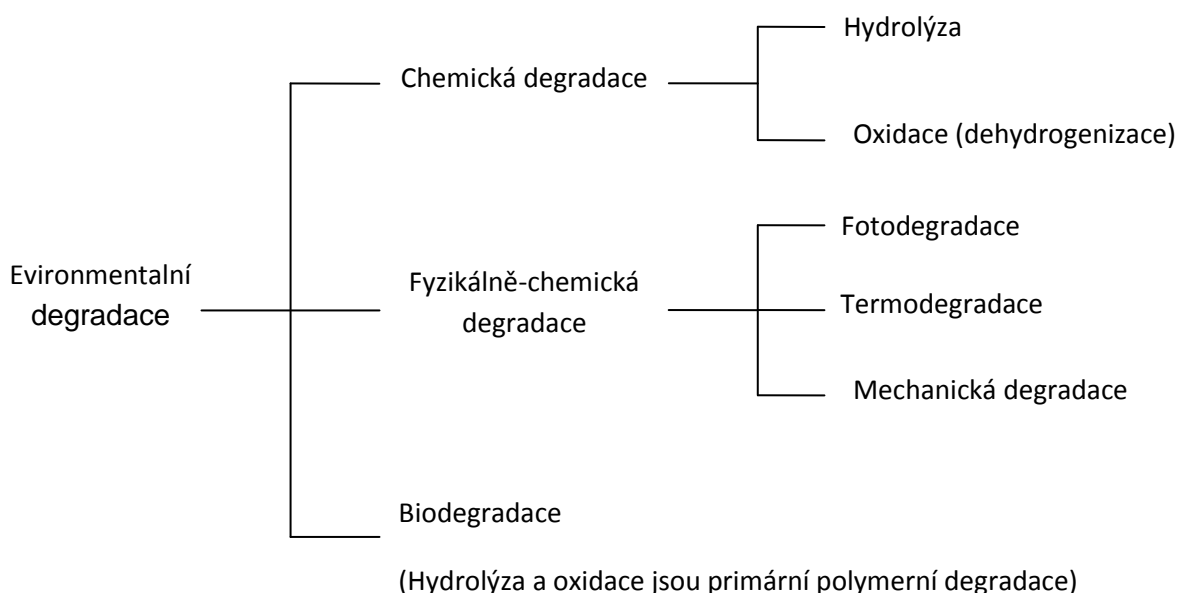 Hydrolýza
Chemická degradace
Oxidace (dehydrogenizace)
Fotodegradace
Evironmentalní
degradace
Fyzikálně-chemická
degradace
Termodegradace
Mechanická degradace
Biodegradace
(Hydrolýza a oxidace jsou primární polymerní degradace)